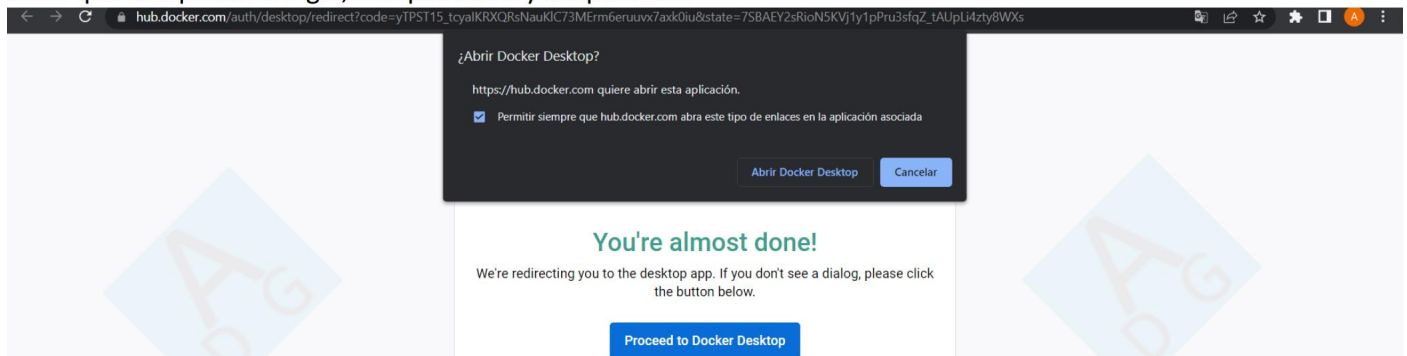 hub.docker.com/auth/desktop/redirect?code=yTPST15_tcyaIKRXQRsNauKlC73MErm6eruuvx7axk0iu&state=7SBAEY2sRioN5KVj1y1pPru3sfqZ_tAUpLi4zty8WXs
A
¿Abrir Docker Desktop?
https://hub.docker.com quiere abrir esta aplicación.
Permitir siempre que hub.docker.com abra este tipo de enlaces en la aplicación asociada
Abrir Docker Desktop Cancelar
You're almost done!
We're redirecting you to the desktop app. If you don't see a dialog, please click
the button below.
Proceed to Docker Desktop
A G D
A G D